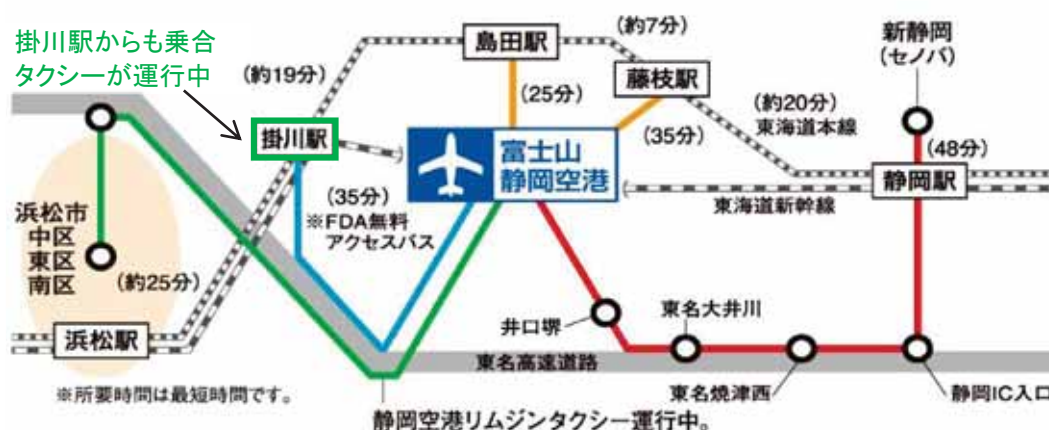 掛川駅からも乗合
タクシーが運行中
(約19分)
島田駅
(約7分)
藤枝駅
新静岡
(セノバ)
(25分)
(35分)
(約20分)
東海道本線
(48分)
掛川駅
富士山
静岡空港
静岡駅
東海道新幹線
(35分)
※FDA無料
アクセスバス
浜松市
中区
東区
南区
(約25分)
浜松駅
井口堺
東名大井川
東名高速道路
東名焼津西
静岡IC入口
※所要時間は最短時間です。
静岡空港リムジンタクシー運行中。